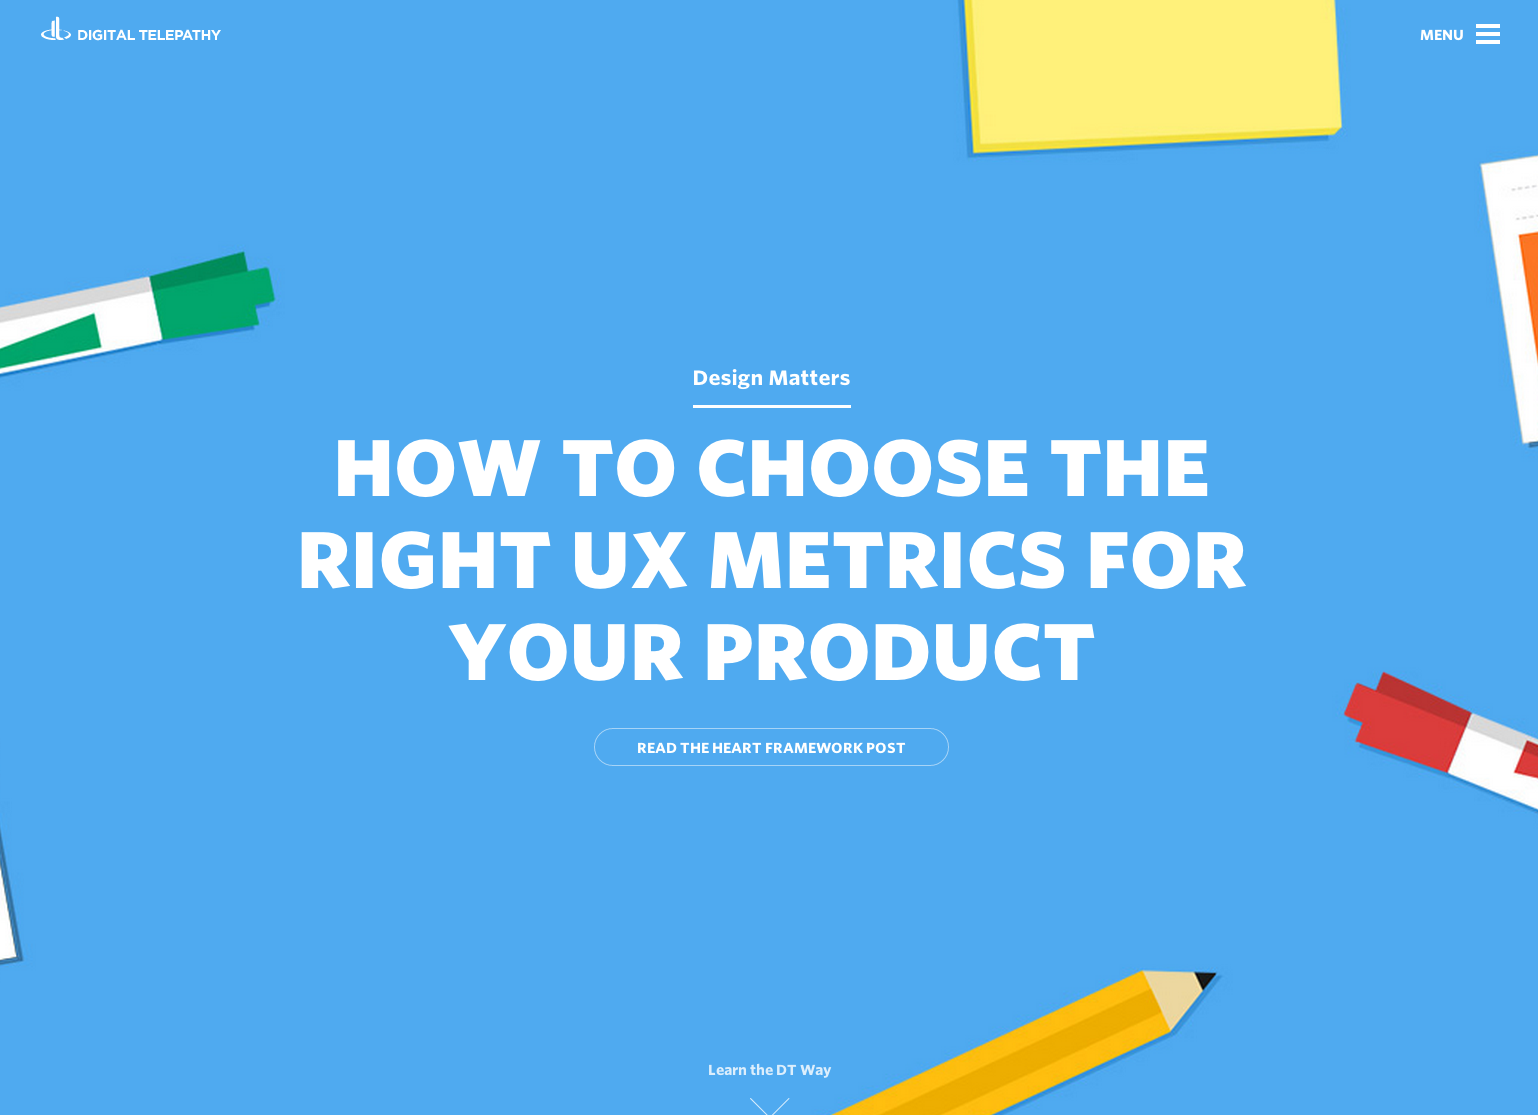 DIGITAL TELEPATHY
MENU
Design Matters
HOW TO CHOOSE THE
RIGHT UX METRICS FOR
YOUR PRODUCT
READ THE HEART FRAMEWORK POST
Learn the DT Way